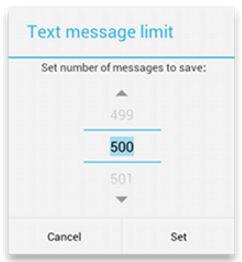 Text message limit
Set number of messages to save:
499
500
501
Cancel Set